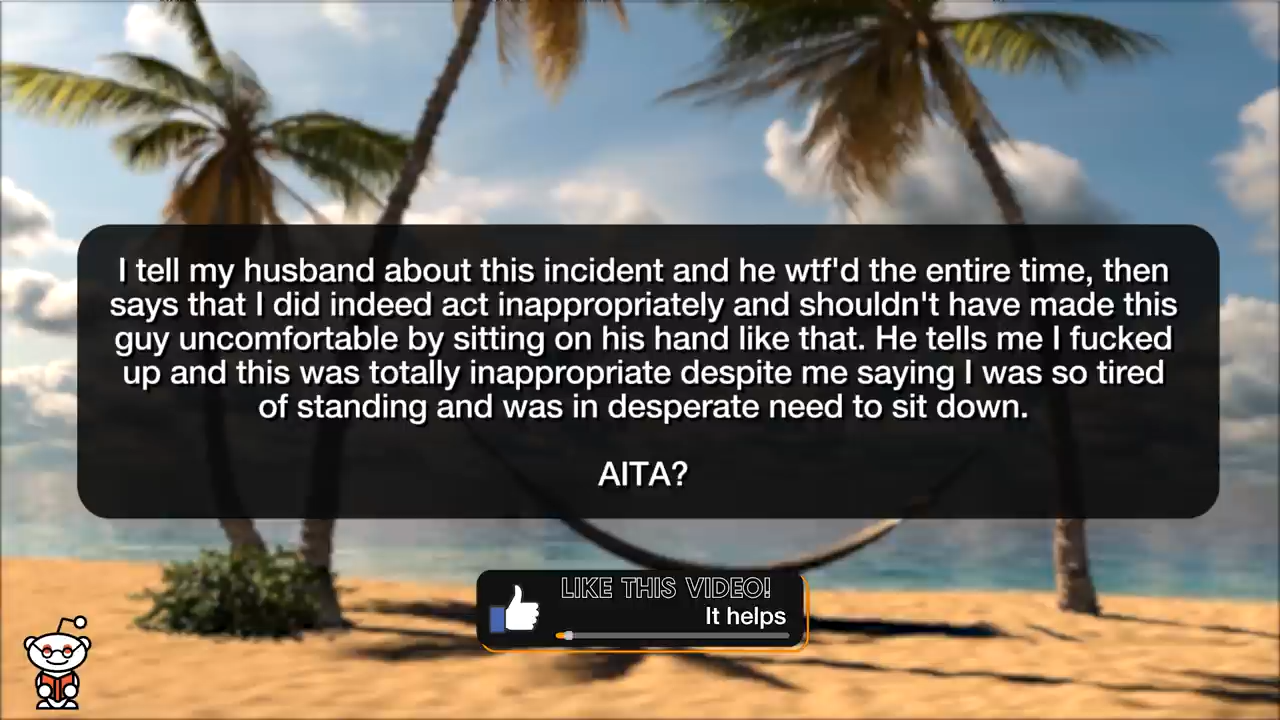 I tell my husband about this incident and he wtf'd the entire time, then
says that I did indeed act inappropriately and shouldn't have made this
guy uncomfortable by sitting on his hand like that. He tells me I fucked
up and this was totally inappropriate despite me saying I was so tired
of standing and was in desperate need to sit down.
AITA?
LIKE THIS VIDEO!
It helps